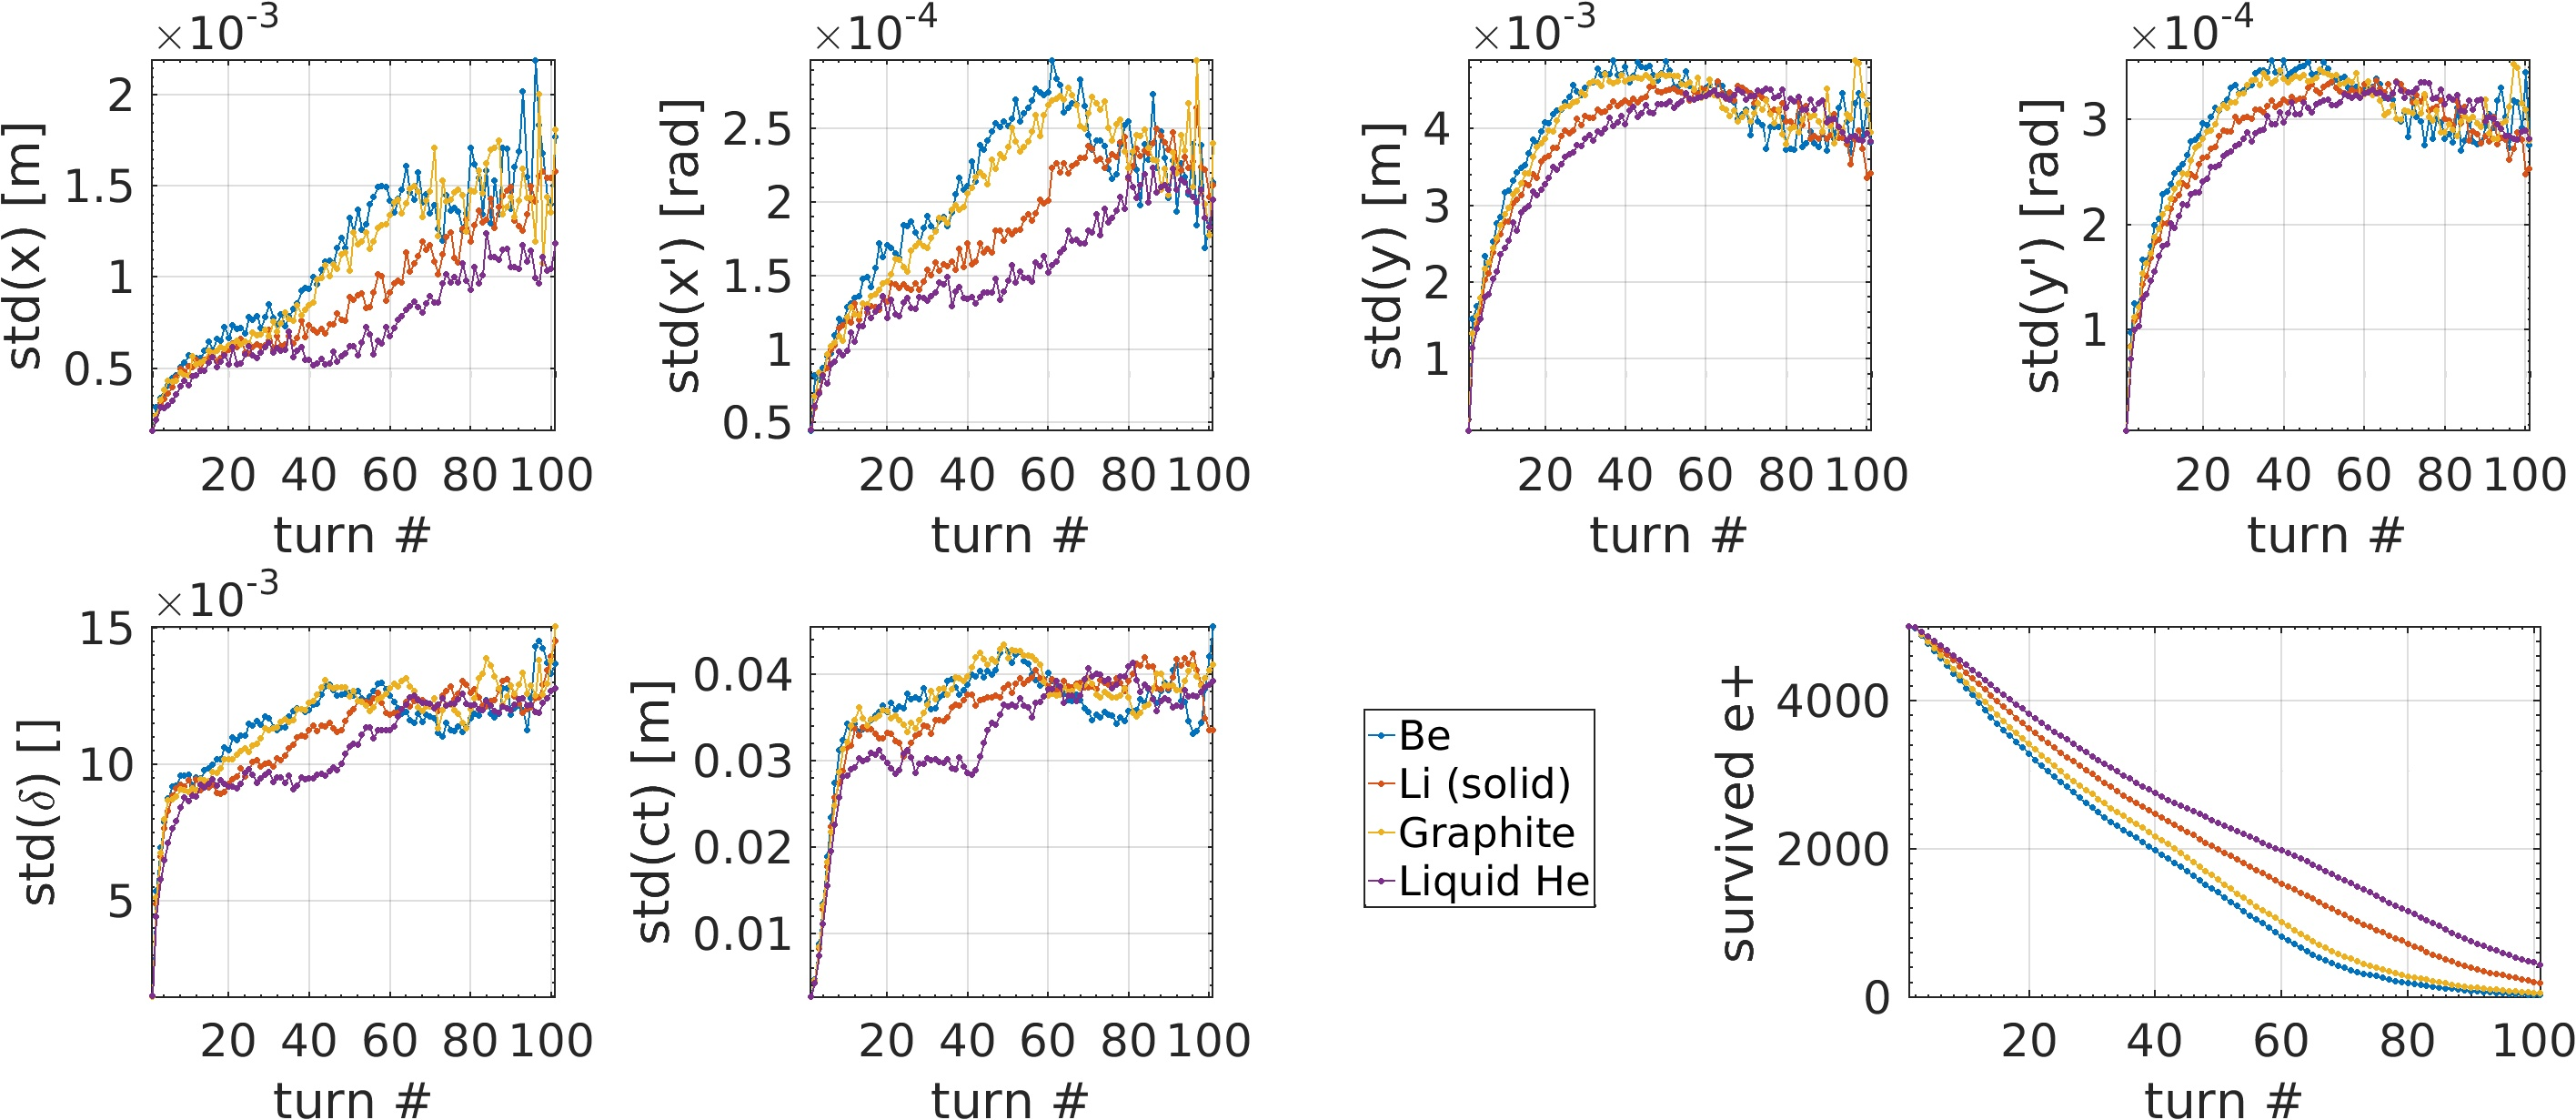 ×10⁻³
std(x) [m]
2
1.5
1
0.5
20 40 60 80 100
turn #
×10⁻⁴
std(x') [rad]
2.5
2
1.5
1
0.5
20 40 60 80 100
turn #
×10⁻³
std(y) [m]
4
3
2
1
20 40 60 80 100
turn #
×10⁻⁴
std(y') [rad]
3
2
1
20 40 60 80 100
turn #
×10⁻³
std(δ) []
15
10
5
20 40 60 80 100
turn #
std(ct) [m]
0.04
0.03
0.02
0.01
20 40 60 80 100
turn #
Be
Li (solid)
Graphite
Liquid He
survived e+
4000
2000
0
20 40 60 80 100
turn #